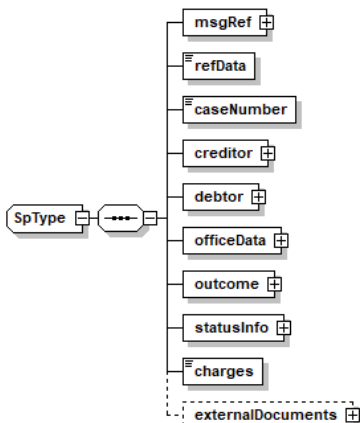 msgRef
refData
caseNumber
creditor
debtor
SpType
officeData
outcome
statusInfo
charges
externalDocuments